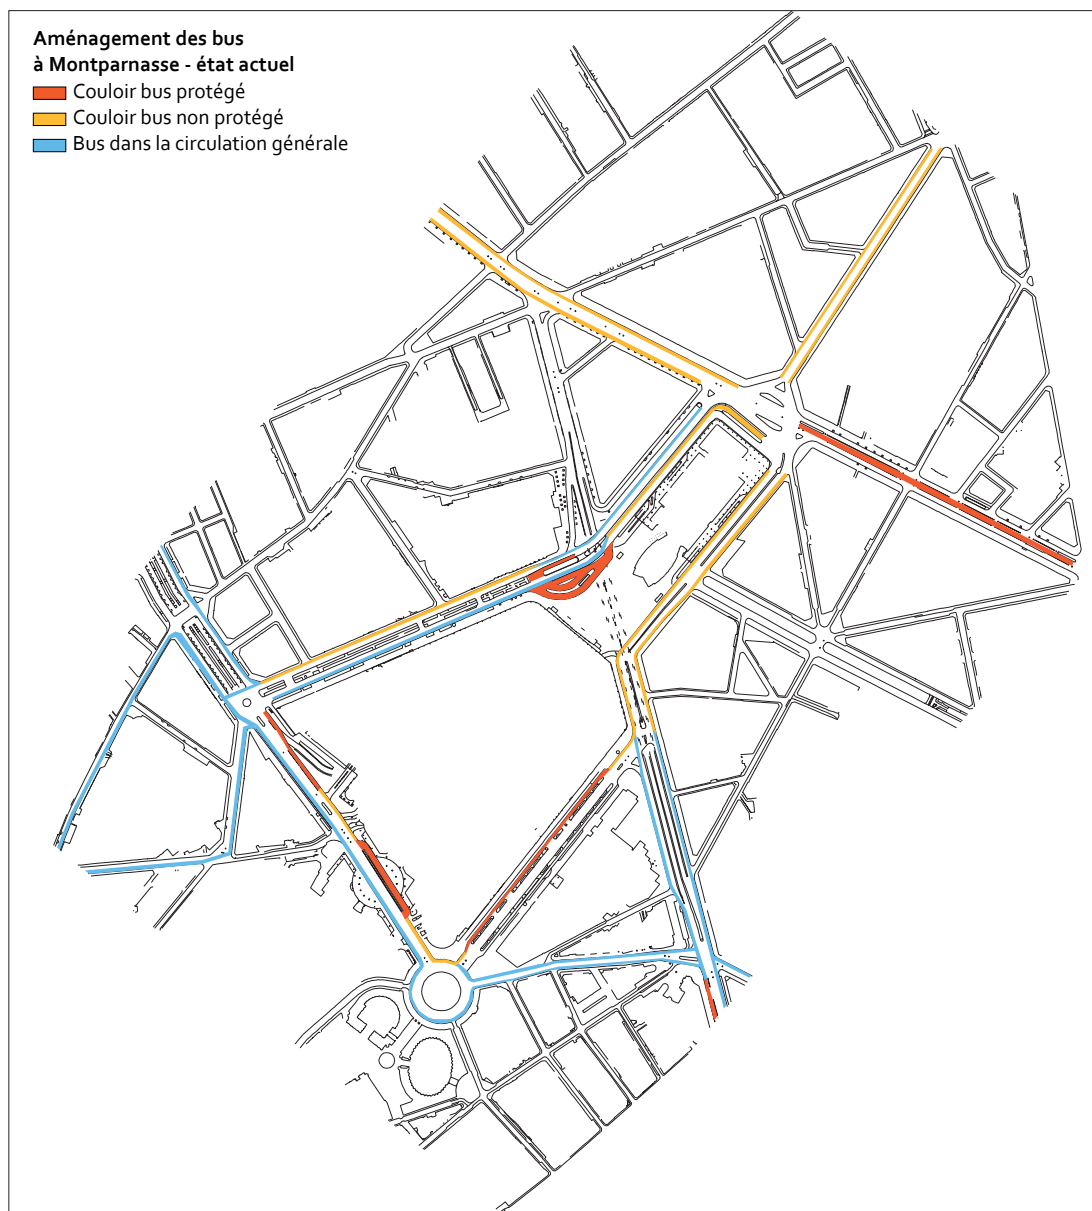 Aménagement des bus
à Montparnasse - état actuel
Couloir bus protégé
Couloir bus non protégé
Bus dans la circulation générale